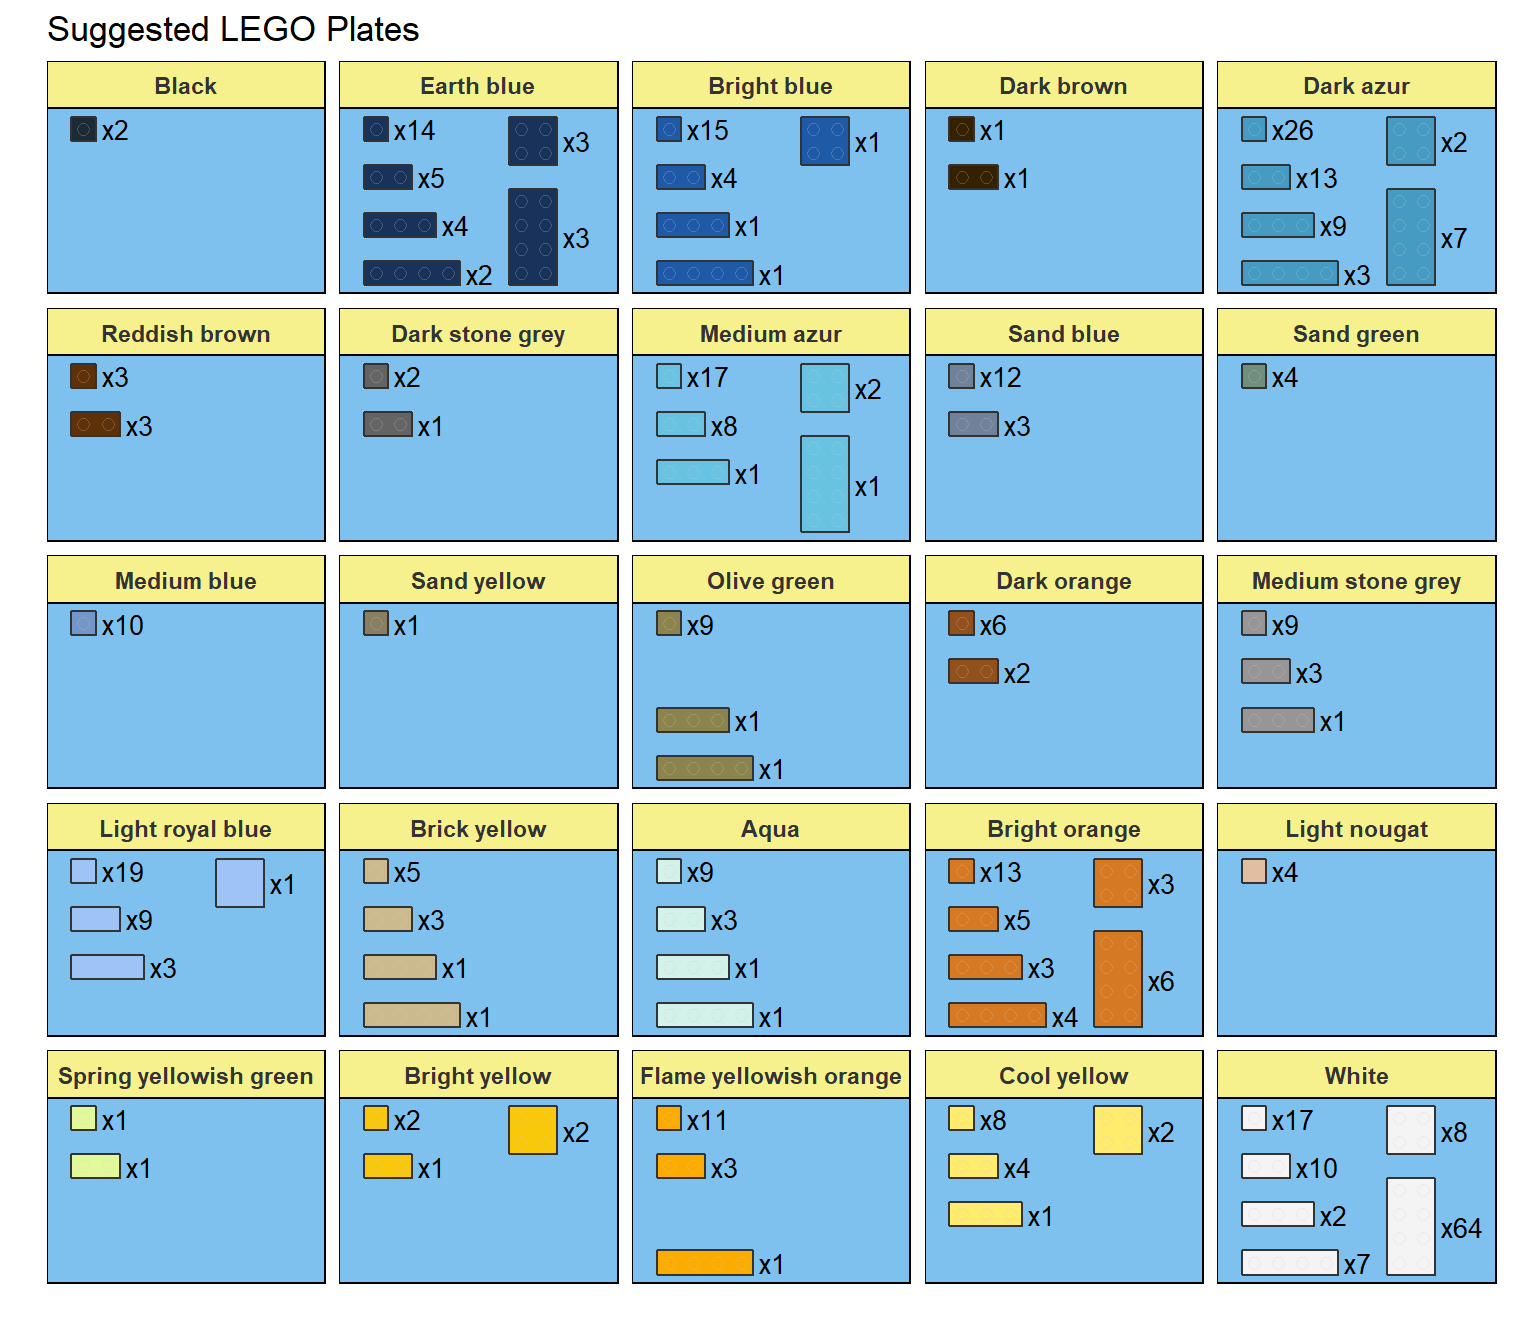 Suggested LEGO Plates
Black
x2
Earth blue
x14
x3
x5
x4
x3
x2
Bright blue
x15
x1
x4
x1
x1
Dark brown
x1
x1
Dark azur
x26
x2
x13
x9
x7
x3
Reddish brown
x3
x3
Dark stone grey
x2
x1
Medium azur
x17
x2
x8
x1
x1
Sand blue
x12
x3
Sand green
x4
Medium blue
x10
Sand yellow
x1
Olive green
x9
x1
x1
Dark orange
x6
x2
Medium stone grey
x9
x3
x1
Light royal blue
x19
x1
x9
x3
Brick yellow
x5
x3
x1
x1
Aqua
x9
x3
x1
x1
Bright orange
x13
x3
x5
x3
x6
x4
Light nougat
x4
Spring yellowish green
x1
x1
Bright yellow
x2
x2
x1
Flame yellowish orange
x11
x3
x1
Cool yellow
x8
x2
x4
x1
White
x17
x8
x10
x2
x64
x7